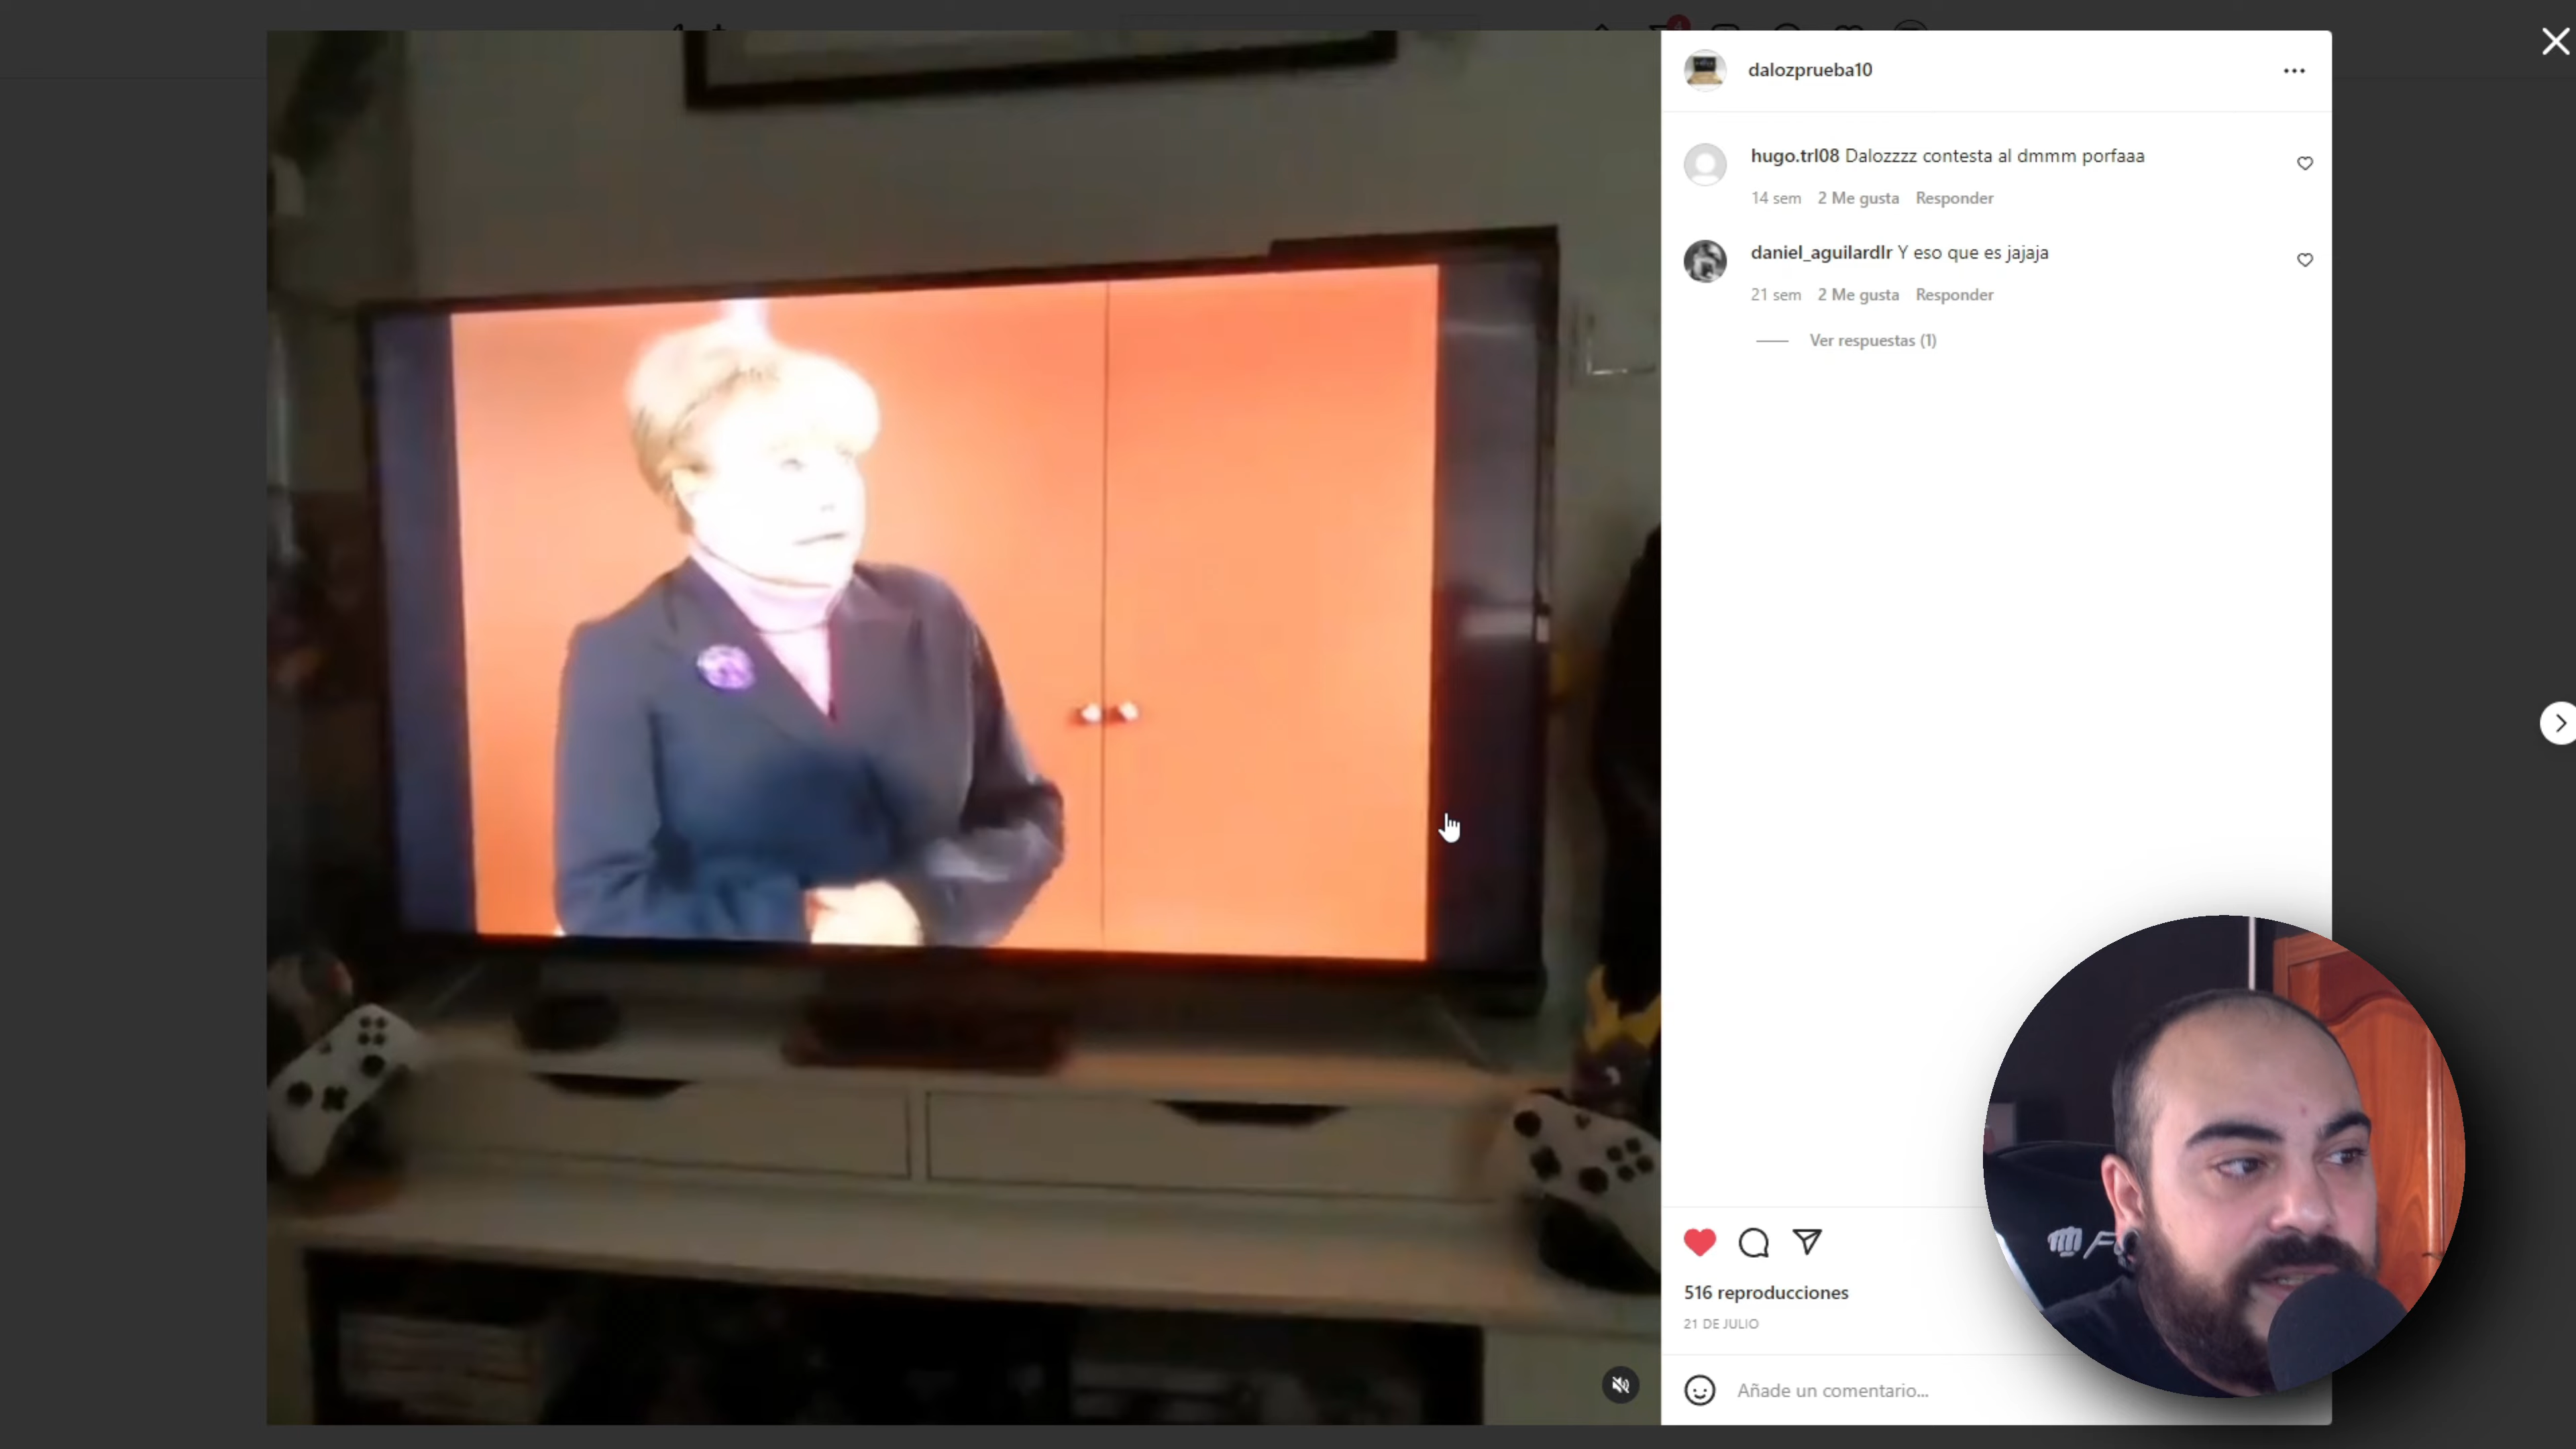 dalozprueba10
hugo.trl08 Dalozzzz contesta al dmmm porfaaa
14 sem 2 Me gusta Responder
daniel_aguilardlr Y eso que es jajaja
21 sem 2 Me gusta Responder
Ver respuestas (1)
516 reproducciones
21 DE JULIO
Añade un comentario...